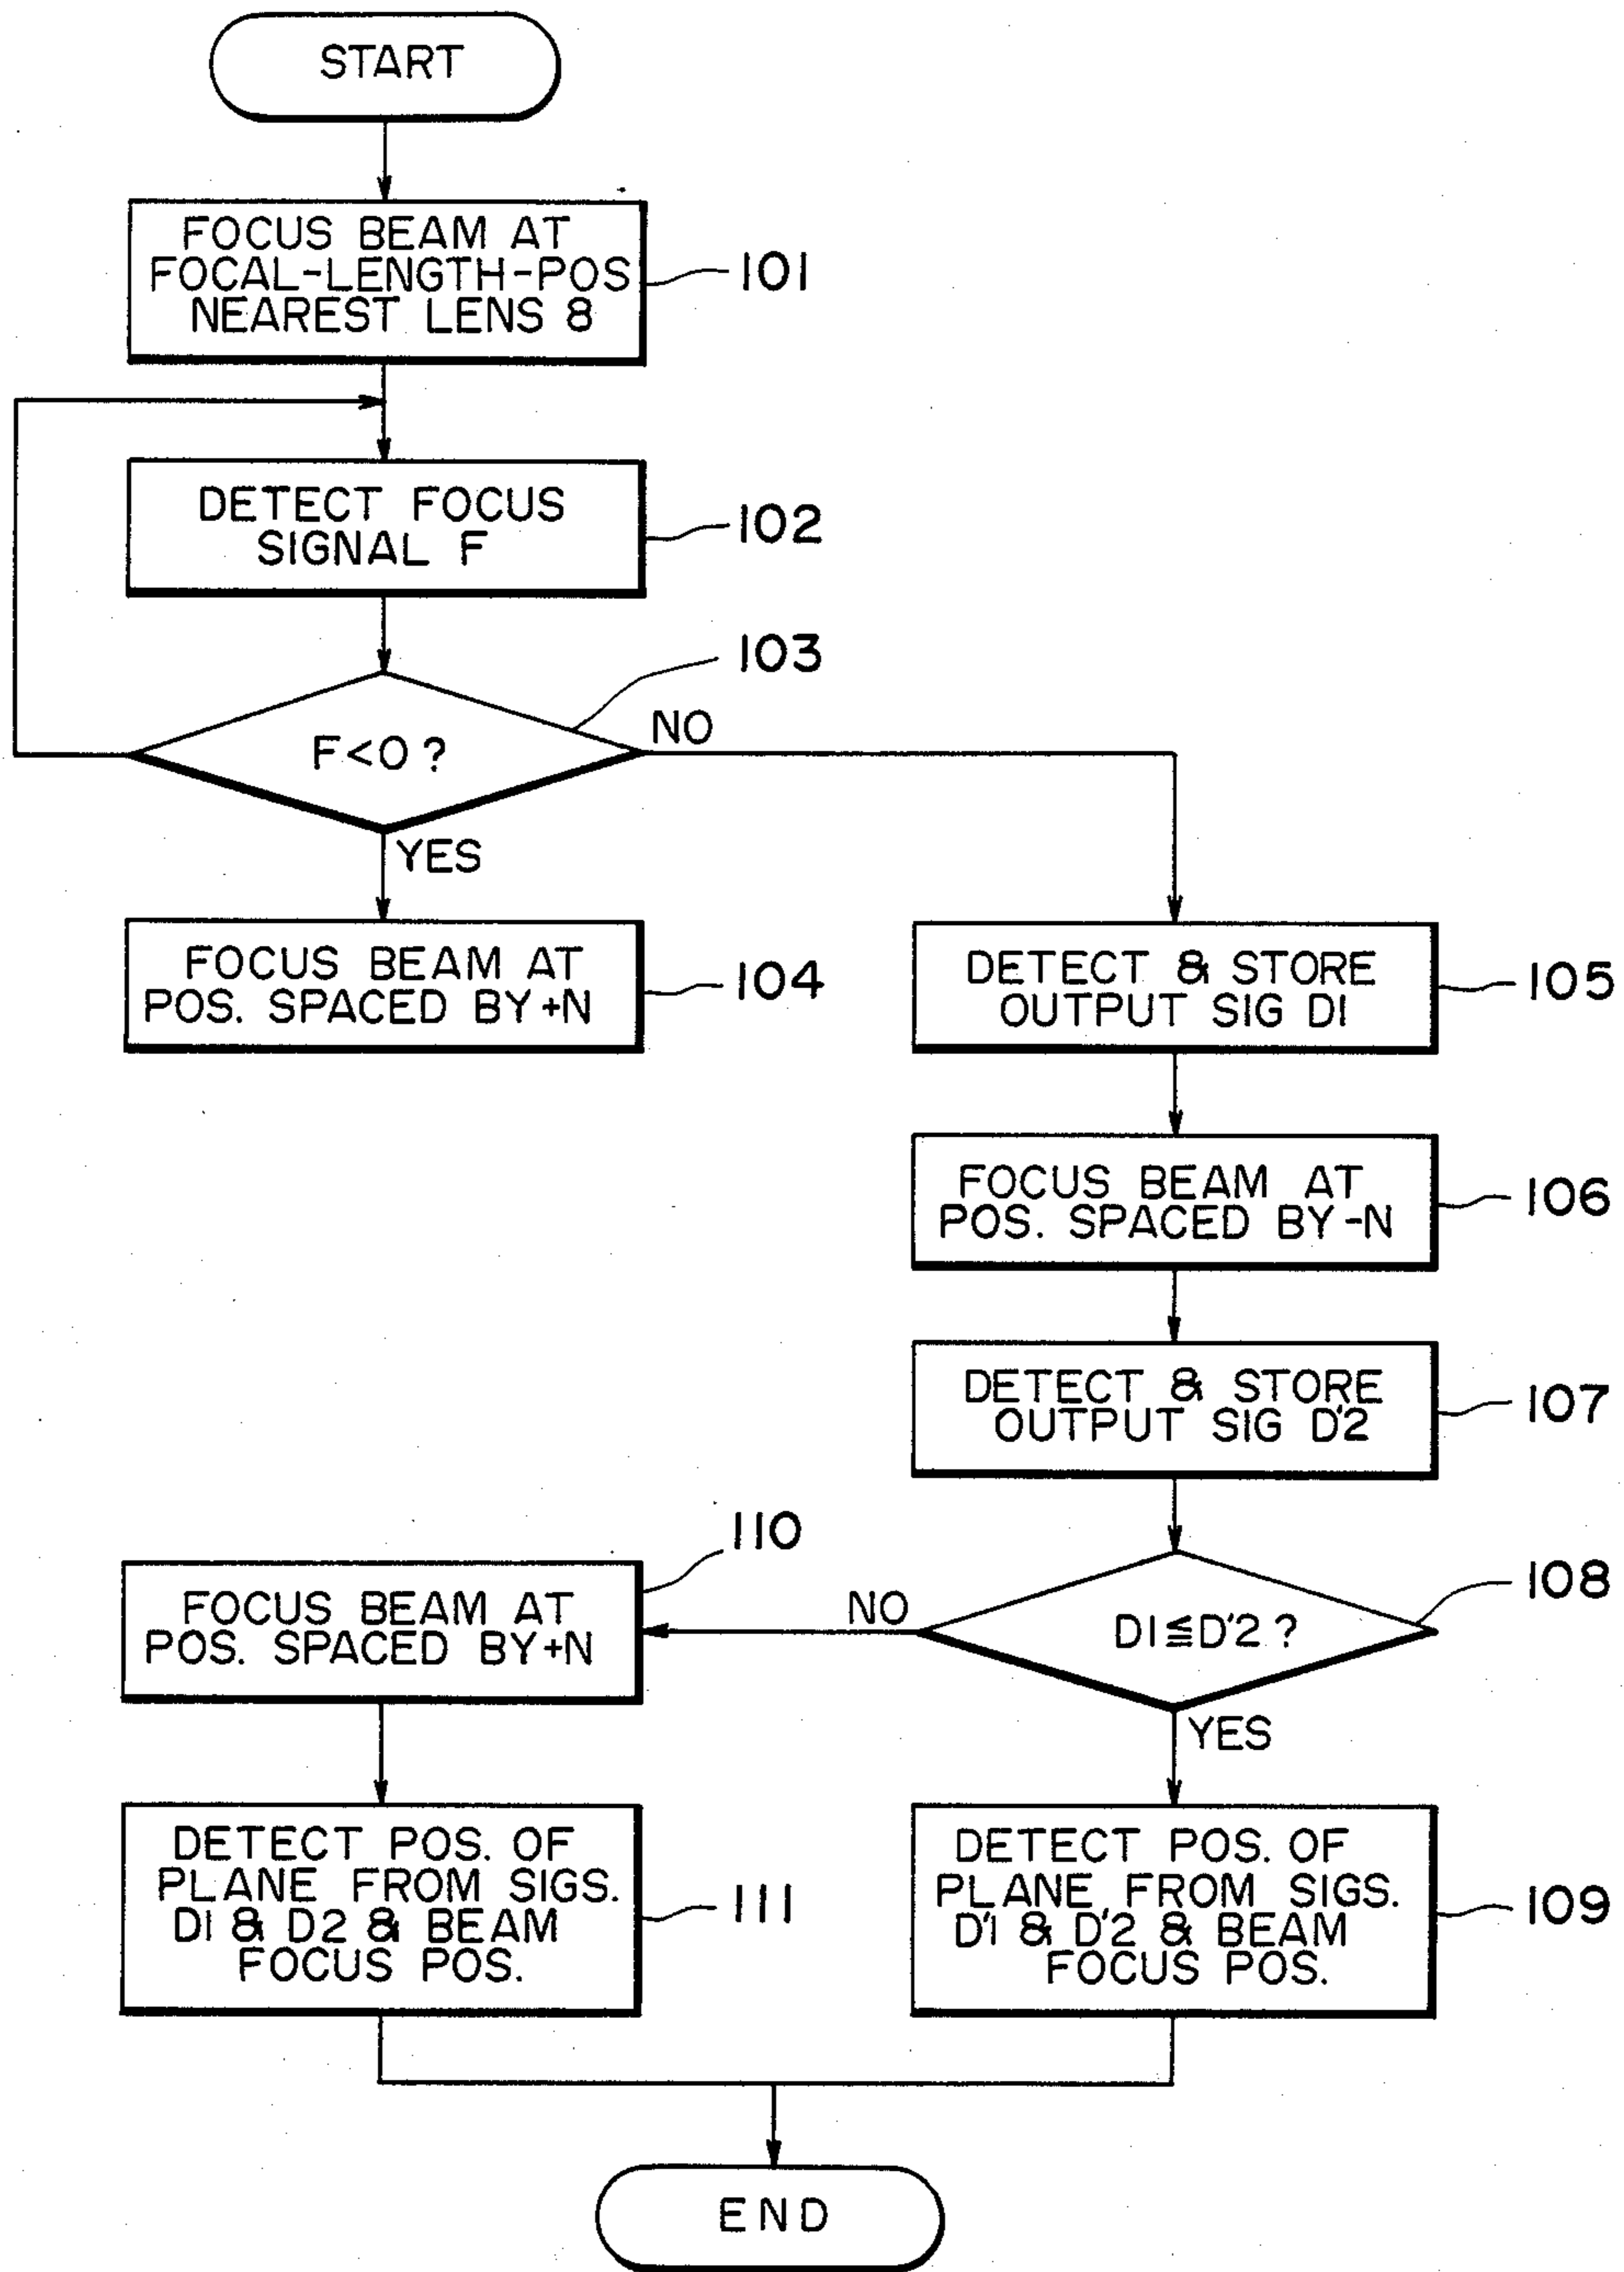 START
FOCUS BEAM AT
FOCAL-LENGTH-POS
NEAREST LENS 8
101
DETECT FOCUS
SIGNAL F
102
103
F<0 ?
NO
YES
FOCUS BEAM AT
POS. SPACED BY+N
104
DETECT & STORE
OUTPUT SIG D1
105
FOCUS BEAM AT
POS. SPACED BY-N
106
DETECT & STORE
OUTPUT SIG D'2
107
110
FOCUS BEAM AT
POS. SPACED BY+N
NO
D1≦D'2 ?
108
YES
DETECT POS. OF
PLANE FROM SIGS.
D1 & D2 & BEAM
FOCUS POS.
111
DETECT POS. OF
PLANE FROM SIGS.
D'1 & D'2 & BEAM
FOCUS POS.
109
END